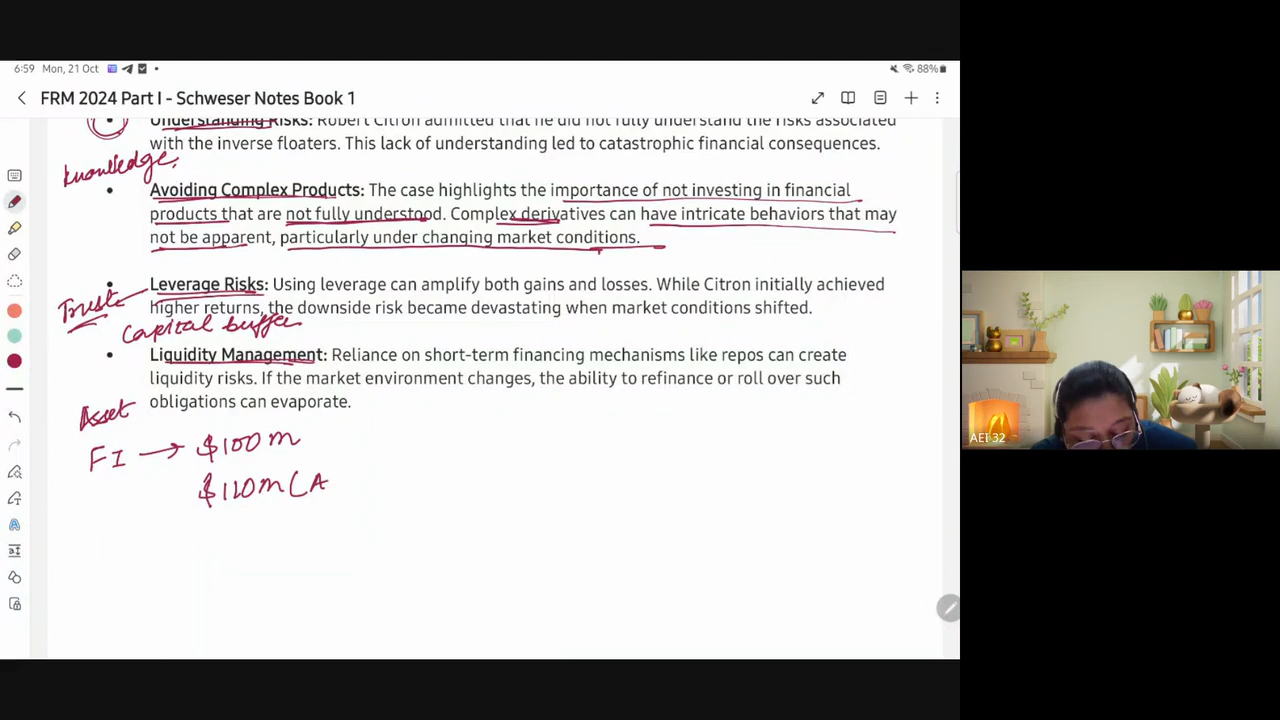 6:59 Mon, 21 Oct
88%
FRM 2024 Part I - Schweser Notes Book 1
• Understanding Risks: Robert Citron admitted that he did not fully understand the risks associated
with the inverse floaters. This lack of understanding led to catastrophic financial consequences.
knowledge.
• Avoiding Complex Products: The case highlights the importance of not investing in financial
products that are not fully understood. Complex derivatives can have intricate behaviors that may
not be apparent, particularly under changing market conditions.
• Leverage Risks: Using leverage can amplify both gains and losses. While Citron initially achieved
Trust
higher returns, the downside risk became devastating when market conditions shifted.
Capital buffer
• Liquidity Management: Reliance on short-term financing mechanisms like repos can create
liquidity risks. If the market environment changes, the ability to refinance or roll over such
obligations can evaporate.
Asset
FI → $100m
$120m (A
AEI 32